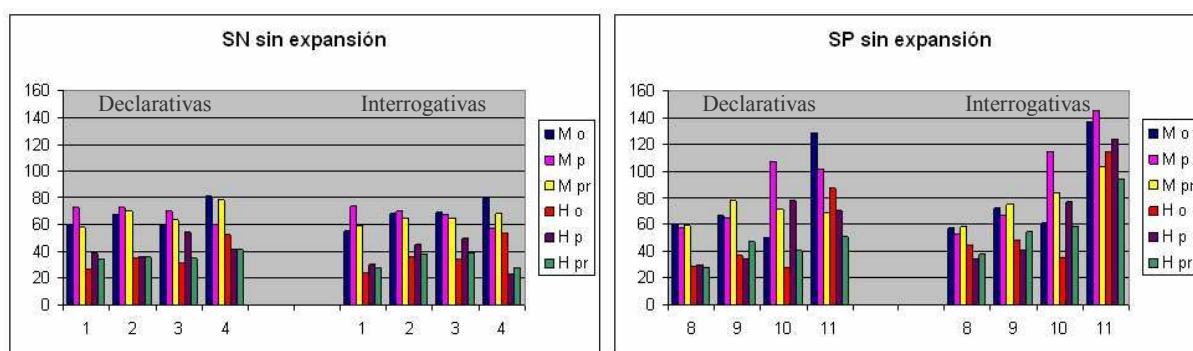 SN sin expansión
160
140
120
100
80
60
40
20
0
Declarativas
Interrogativas
1 2 3 4 1 2 3 4
M o
M p
M pr
H o
H p
H pr
SP sin expansión
160
140
120
100
80
60
40
20
0
Declarativas
Interrogativas
8 9 10 11 8 9 10 11
M o
M p
M pr
H o
H p
H pr